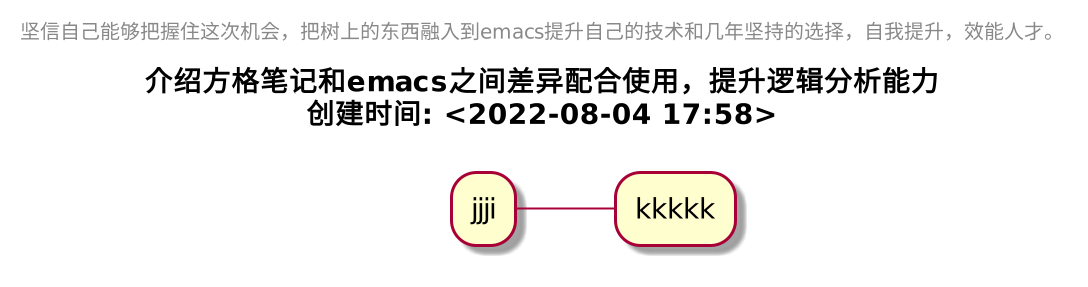 坚信自己能够把握住这次机会，把树上的东西融入到emacs提升自己的技术和几年坚持的选择，自我提升，效能人才。
介绍方格笔记和emacs之间差异配合使用，提升逻辑分析能力
创建时间: <2022-08-04 17:58>
jjji
kkkkk